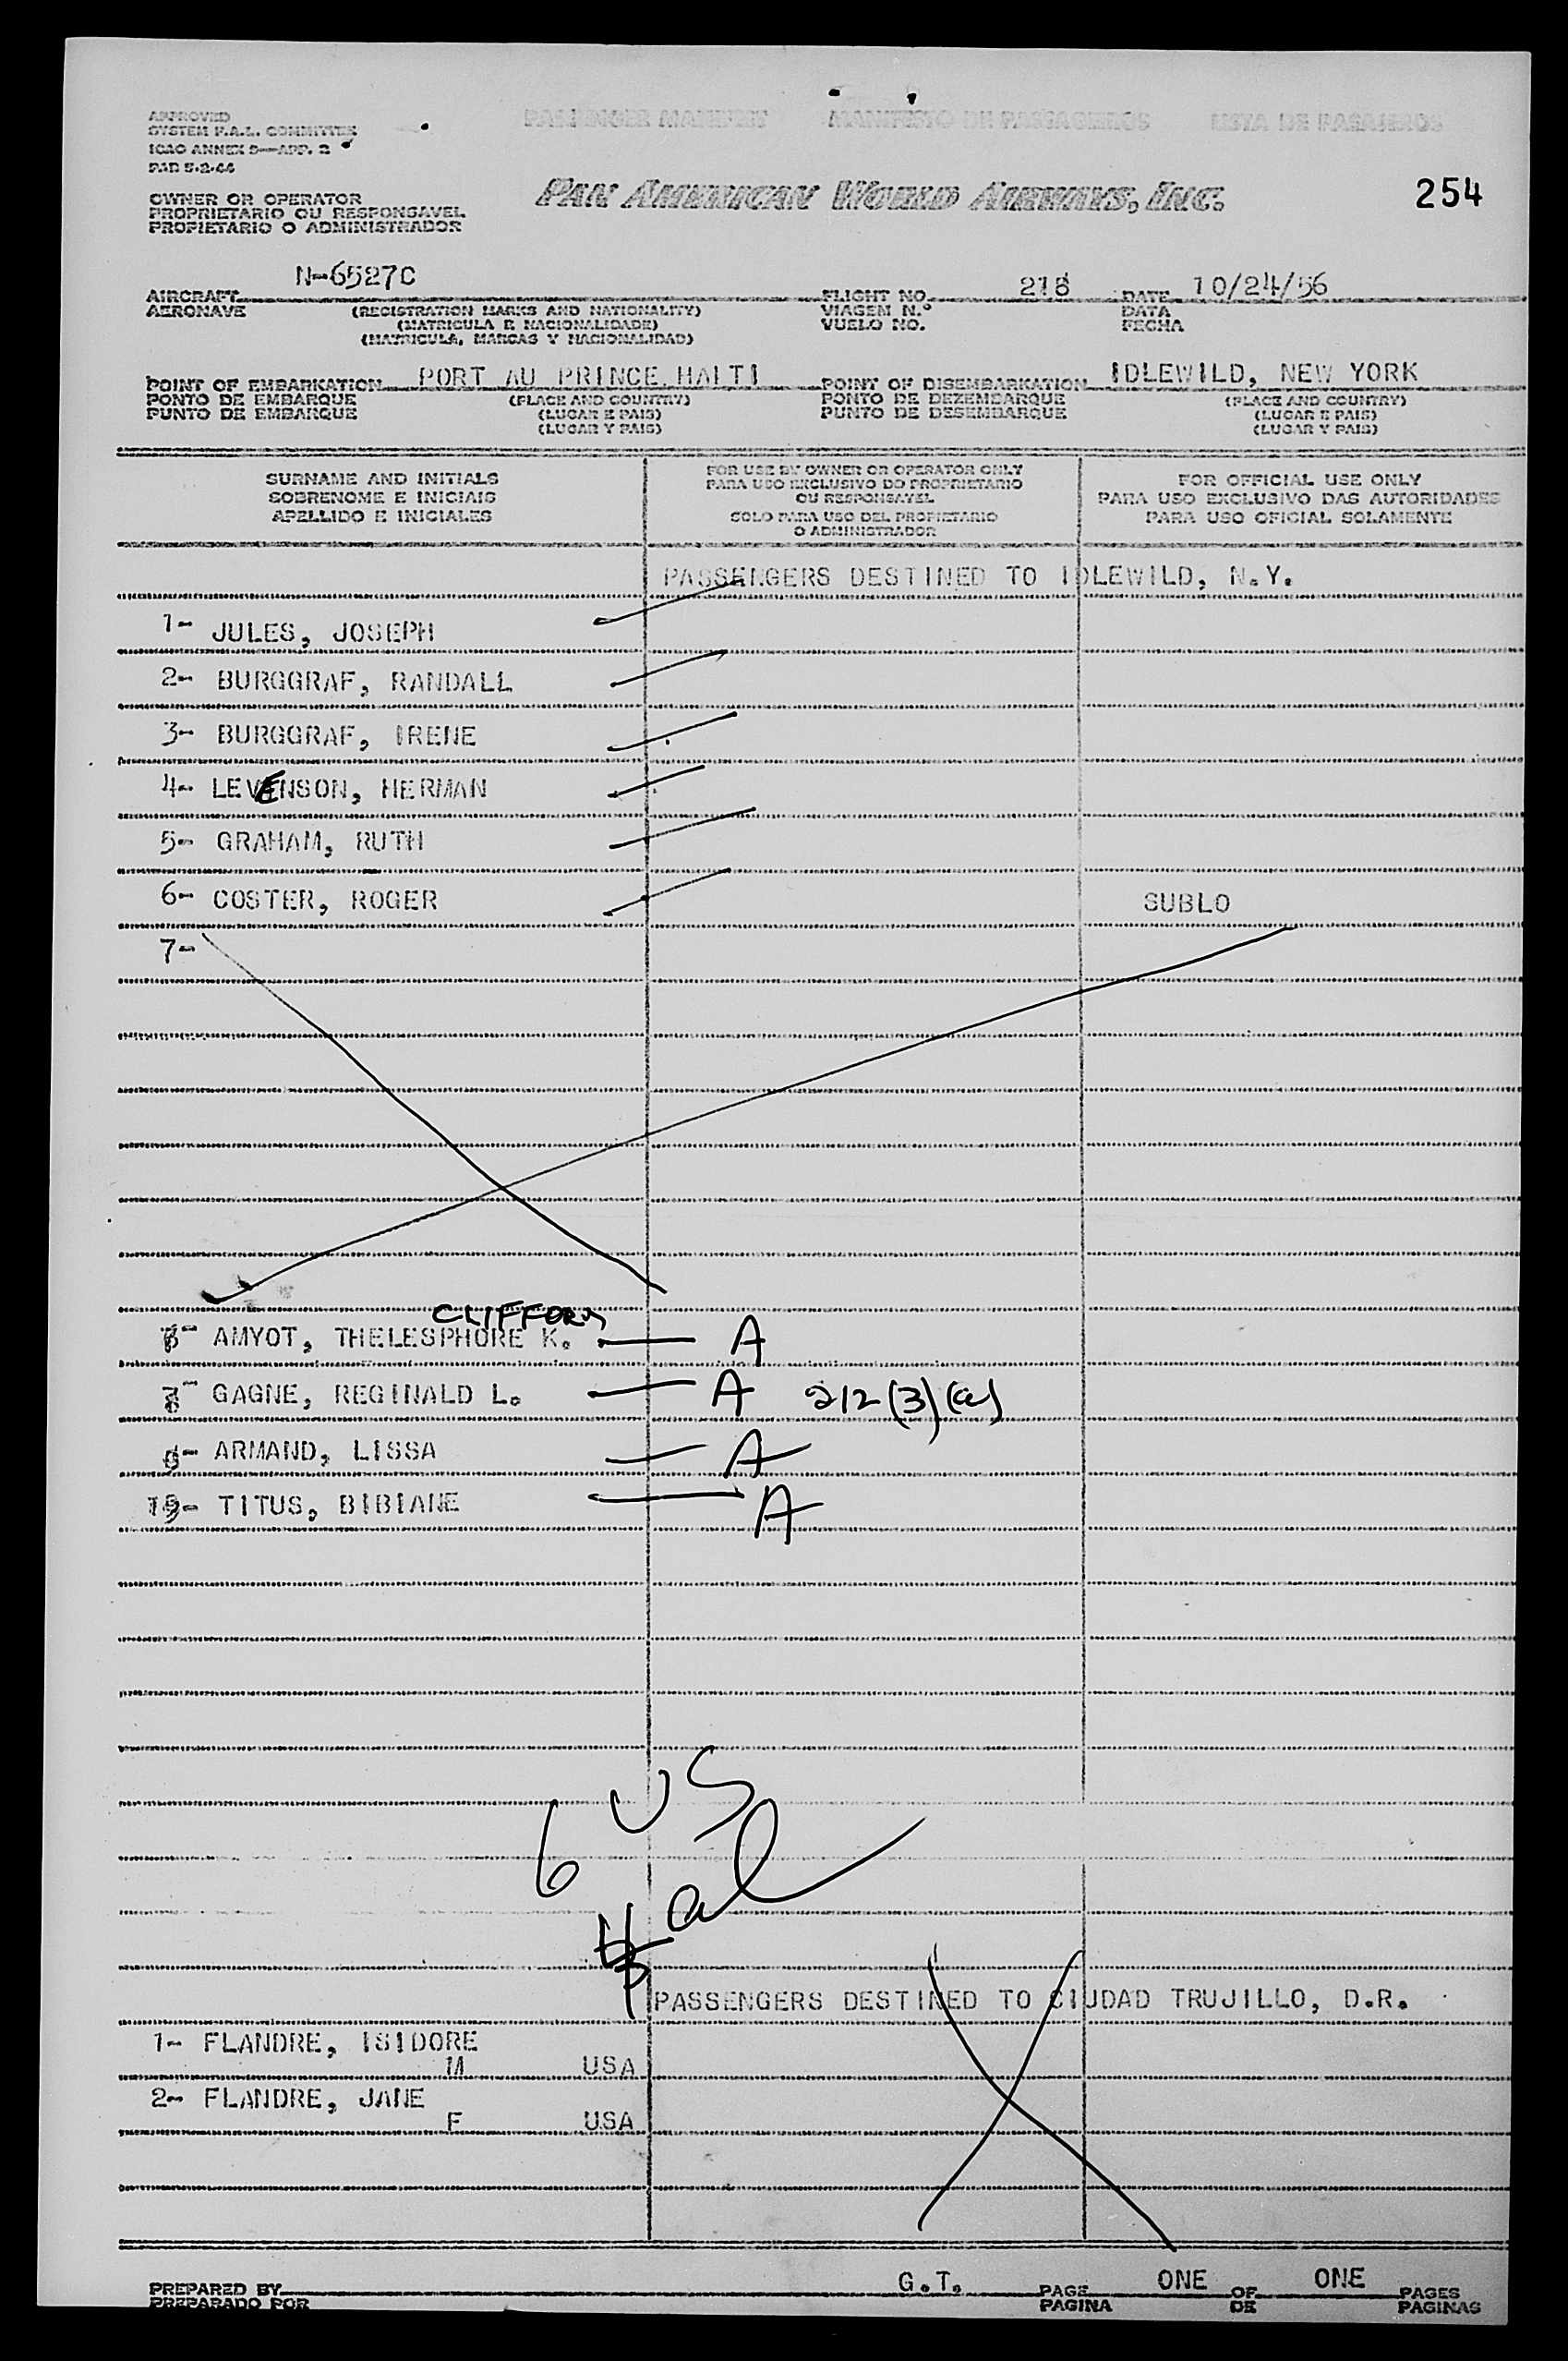 PASSENGER MANIFEST MANIFESTO DE PASSAGEIROS LISTA DE PASAJEROS
APPROVED
SYSTEM F.A.L. COMMITTEE
ICAO ANNEX 9—APP. 2
PAD 5-2-44
OWNER OR OPERATOR
PROPRIETARIO OU RESPONSAVEL
PROPIETARIO O ADMINISTRADOR
PAN AMERICAN WORLD AIRWAYS, INC.
254
AIRCRAFT N-6527C FLIGHT NO. 218 DATE 10/24/56
AERONAVE (REGISTRATION MARKS AND NATIONALITY) VIAGEM N.º DATA
(MATRICULA E NACIONALIDADE) VUELO NO. FECHA
(MATRICULA, MARCAS Y NACIONALIDAD)
POINT OF EMBARKATION PORT AU PRINCE HAITI POINT OF DISEMBARKATION IDLEWILD, NEW YORK
PONTO DE EMBARQUE (PLACE AND COUNTRY) PONTO DE DEZEMBARQUE (PLACE AND COUNTRY)
PUNTO DE EMBARQUE (LUGAR E PAIS) PUNTO DE DESEMBARQUE (LUGAR E PAIS)
(LUGAR Y PAIS) (LUGAR Y PAIS)
SURNAME AND INITIALS
SOBRENOME E INICIAIS
APELLIDO E INICIALES
FOR USE BY OWNER OR OPERATOR ONLY
PARA USO EXCLUSIVO DO PROPRIETARIO
OU RESPONSAVEL
SOLO PARA USO DEL PROPIETARIO
O ADMINISTRADOR
FOR OFFICIAL USE ONLY
PARA USO EXCLUSIVO DAS AUTORIDADES
PARA USO OFICIAL SOLAMENTE
PASSENGERS DESTINED TO IDLEWILD, N.Y.
1- JULES, JOSEPH
2- BURGGRAF, RANDALL
3- BURGGRAF, IRENE
4- LEVENSON, HERMAN
5- GRAHAM, RUTH
6- COSTER, ROGER SUBLO
7-
CLIFFORD
AMYOT, THELESPHORE K. A
GAGNE, REGINALD L. A 212(3)(a)
ARMAND, LISSA A
TITUS, BIBIANE A
6 US
al
PASSENGERS DESTINED TO CIUDAD TRUJILLO, D.R.
1- FLANDRE, ISIDORE
M USA
2- FLANDRE, JANE
F USA
PREPARED BY G.T. PAGE ONE OF ONE PAGES
PREPARADO POR PAGINA DE PAGINAS